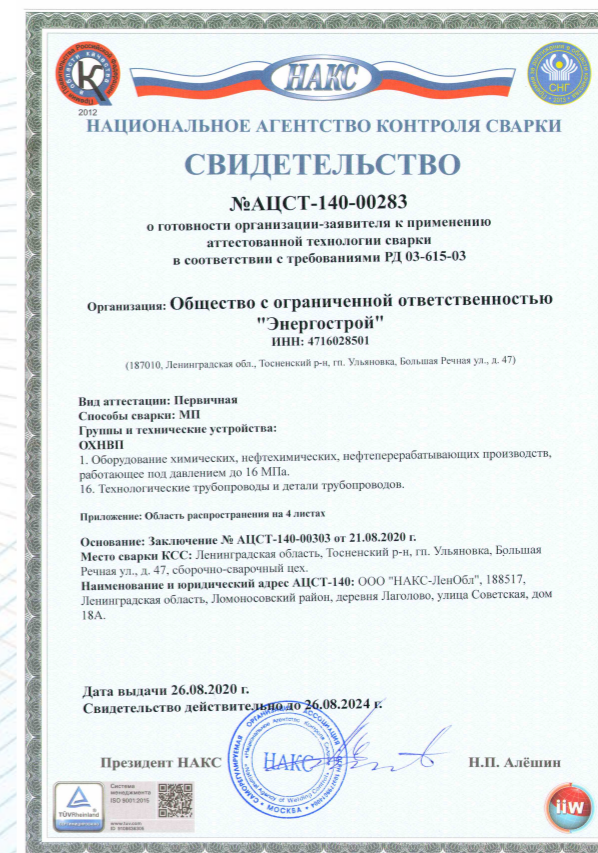 НАКС
2012
СНГ
НАЦИОНАЛЬНОЕ АГЕНТСТВО КОНТРОЛЯ СВАРКИ
СВИДЕТЕЛЬСТВО
№АЦСТ-140-00283
о готовности организации-заявителя к применению
аттестованной технологии сварки
в соответствии с требованиями РД 03-615-03
Организация: Общество с ограниченной ответственностью
"Энергострой"
ИНН: 4716028501
(187010, Ленинградская обл., Тосненский р-н, гп. Ульяновка, Большая Речная ул., д. 47)
Вид аттестации: Первичная
Способы сварки: МП
Группы и технические устройства:
ОХНВП
1. Оборудование химических, нефтехимических, нефтеперерабатывающих производств,
работающее под давлением до 16 МПа.
16. Технологические трубопроводы и детали трубопроводов.
Приложение: Область распространения на 4 листах
Основание: Заключение № АЦСТ-140-00303 от 21.08.2020 г.
Место сварки КСС: Ленинградская область, Тосненский р-н, гп. Ульяновка, Большая
Речная ул., д. 47, сборочно-сварочный цех.
Наименование и юридический адрес АЦСТ-140: ООО "НАКС-ЛенОбл", 188517,
Ленинградская область, Ломоносовский район, деревня Лаголово, улица Советская, дом
18А.
Дата выдачи 26.08.2020 г.
Свидетельство действительно до 26.08.2024 г.
Президент НАКС
НАКС
МОСКВА
Н.П. Алёшин
TÜVRheinland
Система
менеджмента
ISO 9001:2015
www.tuv.com
iiw